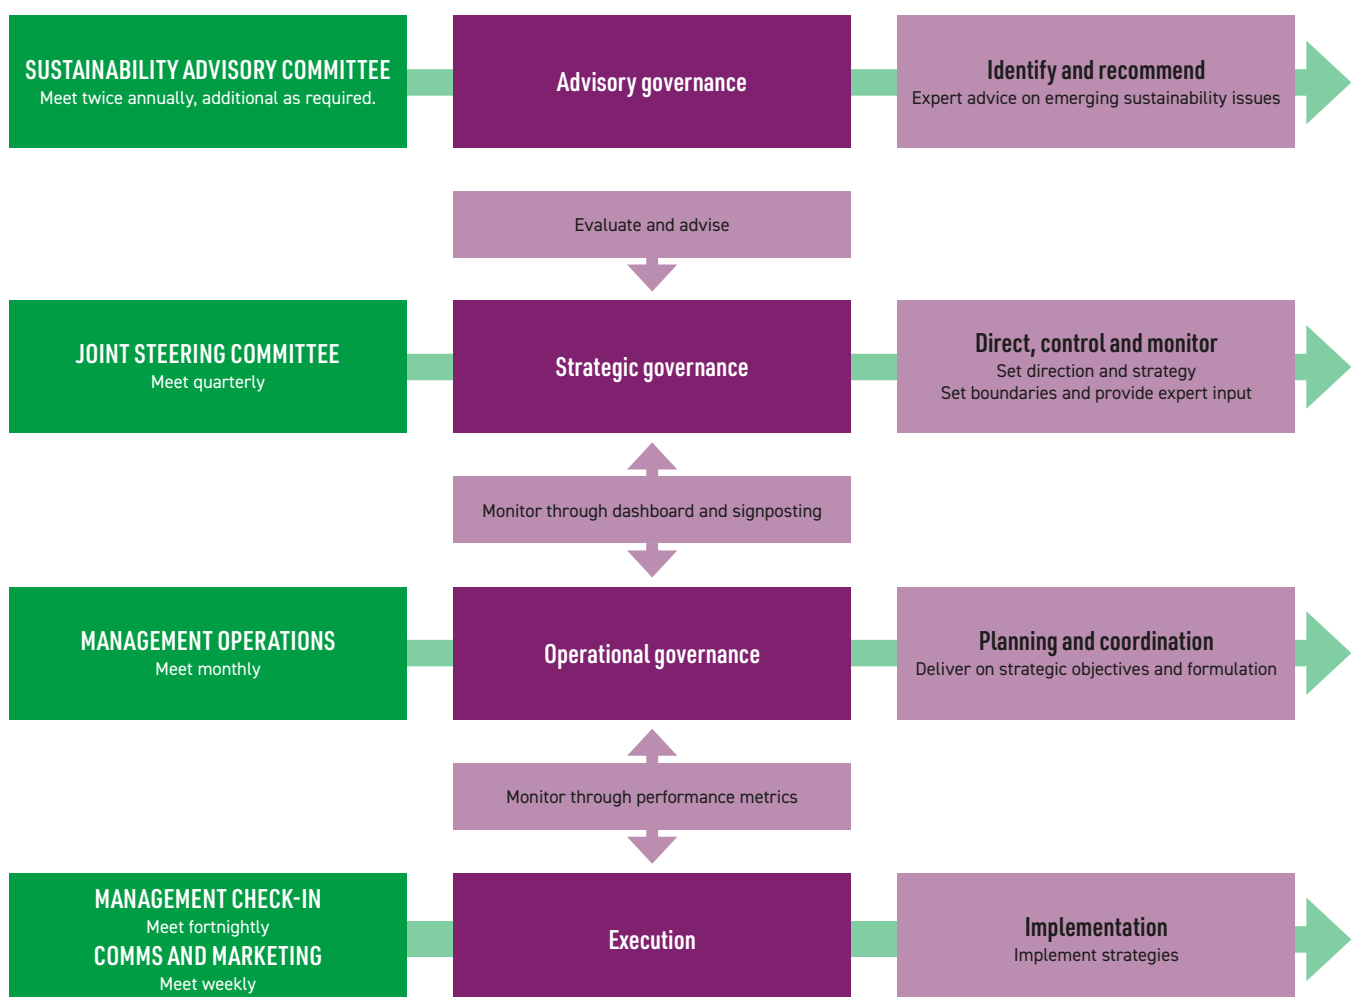 SUSTAINABILITY ADVISORY COMMITTEE
Meet twice annually, additional as required.
Advisory governance
Identify and recommend
Expert advice on emerging sustainability issues
Evaluate and advise
JOINT STEERING COMMITTEE
Meet quarterly
Strategic governance
Direct, control and monitor
Set direction and strategy
Set boundaries and provide expert input
Monitor through dashboard and signposting
MANAGEMENT OPERATIONS
Meet monthly
Operational governance
Planning and coordination
Deliver on strategic objectives and formulation
Monitor through performance metrics
MANAGEMENT CHECK-IN
Meet fortnightly
COMMS AND MARKETING
Meet weekly
Execution
Implementation
Implement strategies